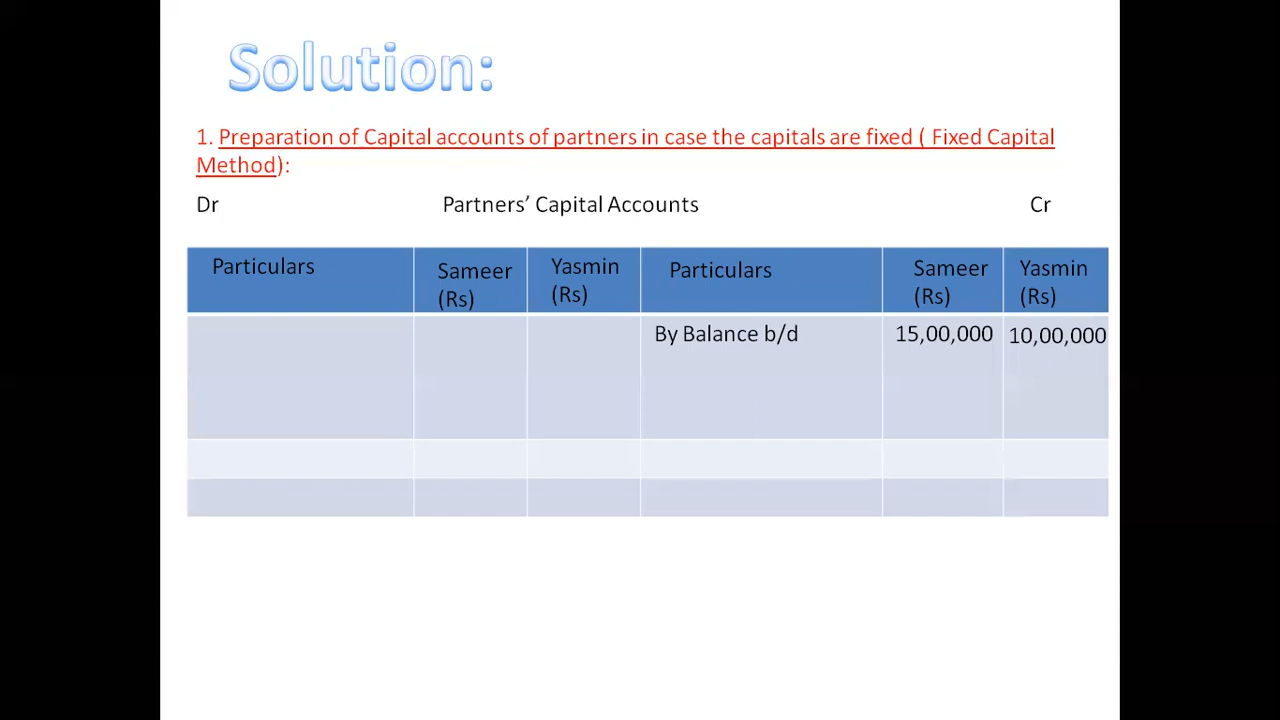 Solution:
1. Preparation of Capital accounts of partners in case the capitals are fixed ( Fixed Capital
Method):
Dr Partners’ Capital Accounts Cr
Particulars Sameer (Rs) Yasmin (Rs) Particulars Sameer (Rs) Yasmin (Rs)
By Balance b/d 15,00,000 10,00,000